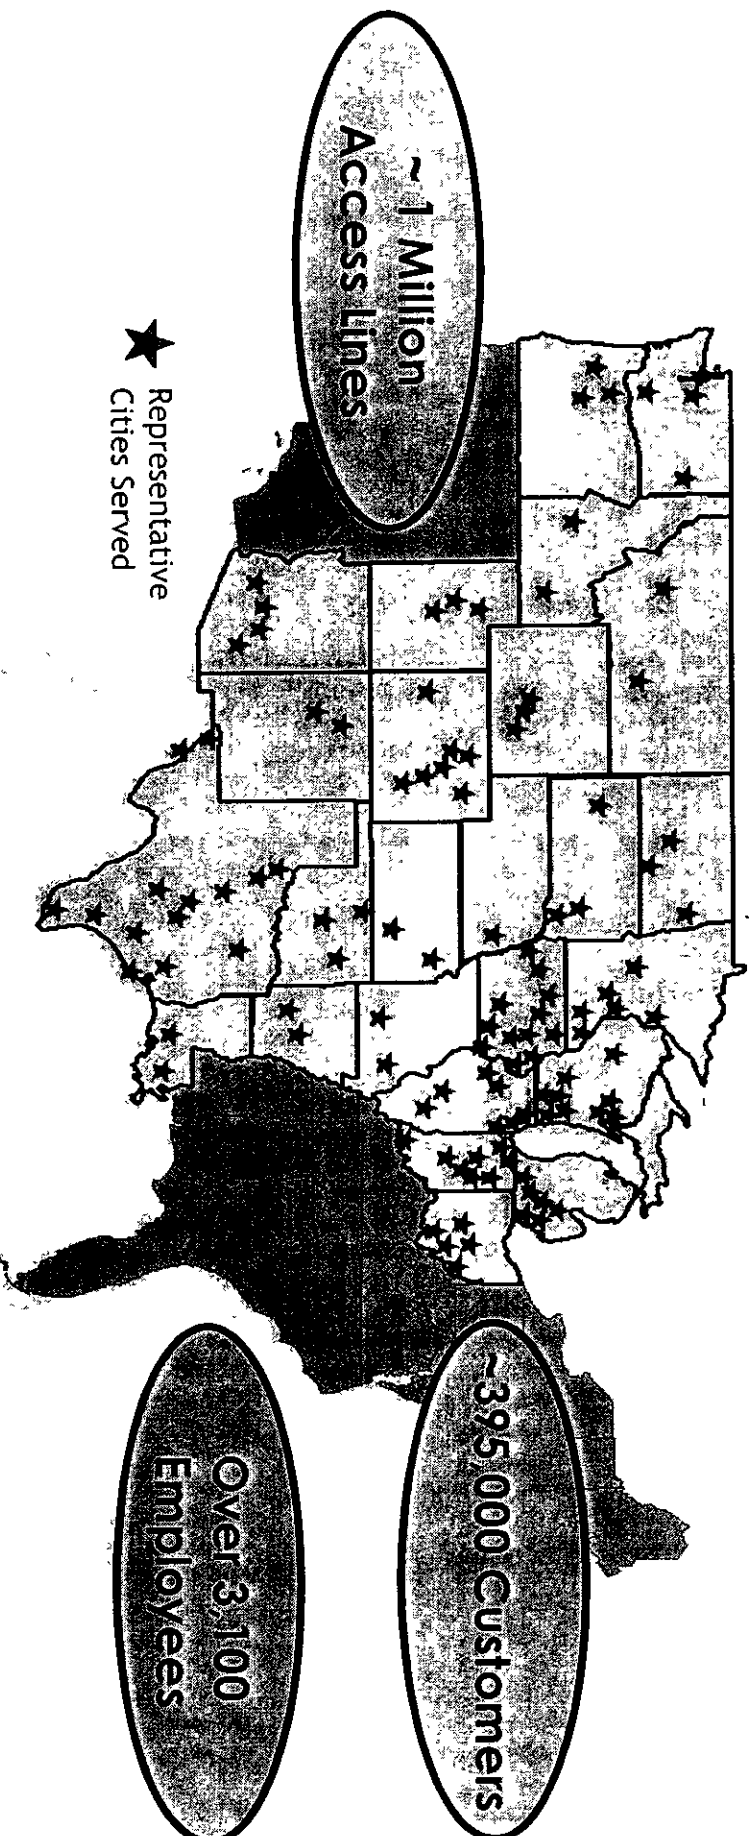 ~ 1 Million
Access Lines
~395,000 Customers
Over 3,100
Employees
Representative
Cities Served